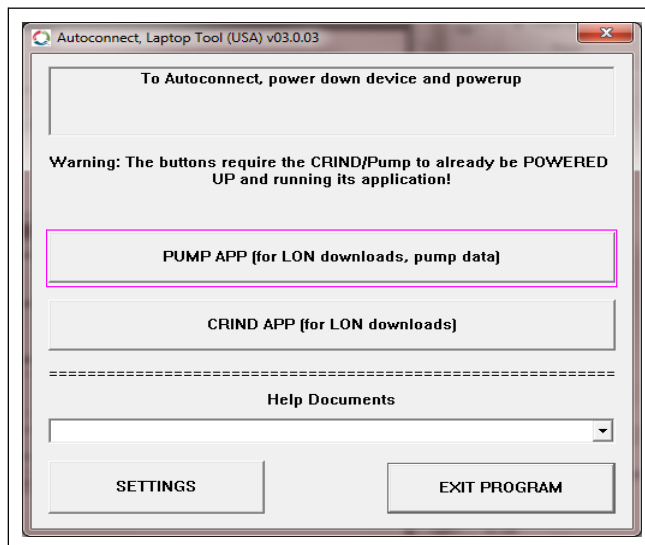 Autoconnect, Laptop Tool (USA) v03.0.03
To Autoconnect, power down device and powerup
Warning: The buttons require the CRIND/Pump to already be POWERED
UP and running its application!
PUMP APP (for LON downloads, pump data)
CRIND APP (for LON downloads)
===========================================================
Help Documents
SETTINGS
EXIT PROGRAM